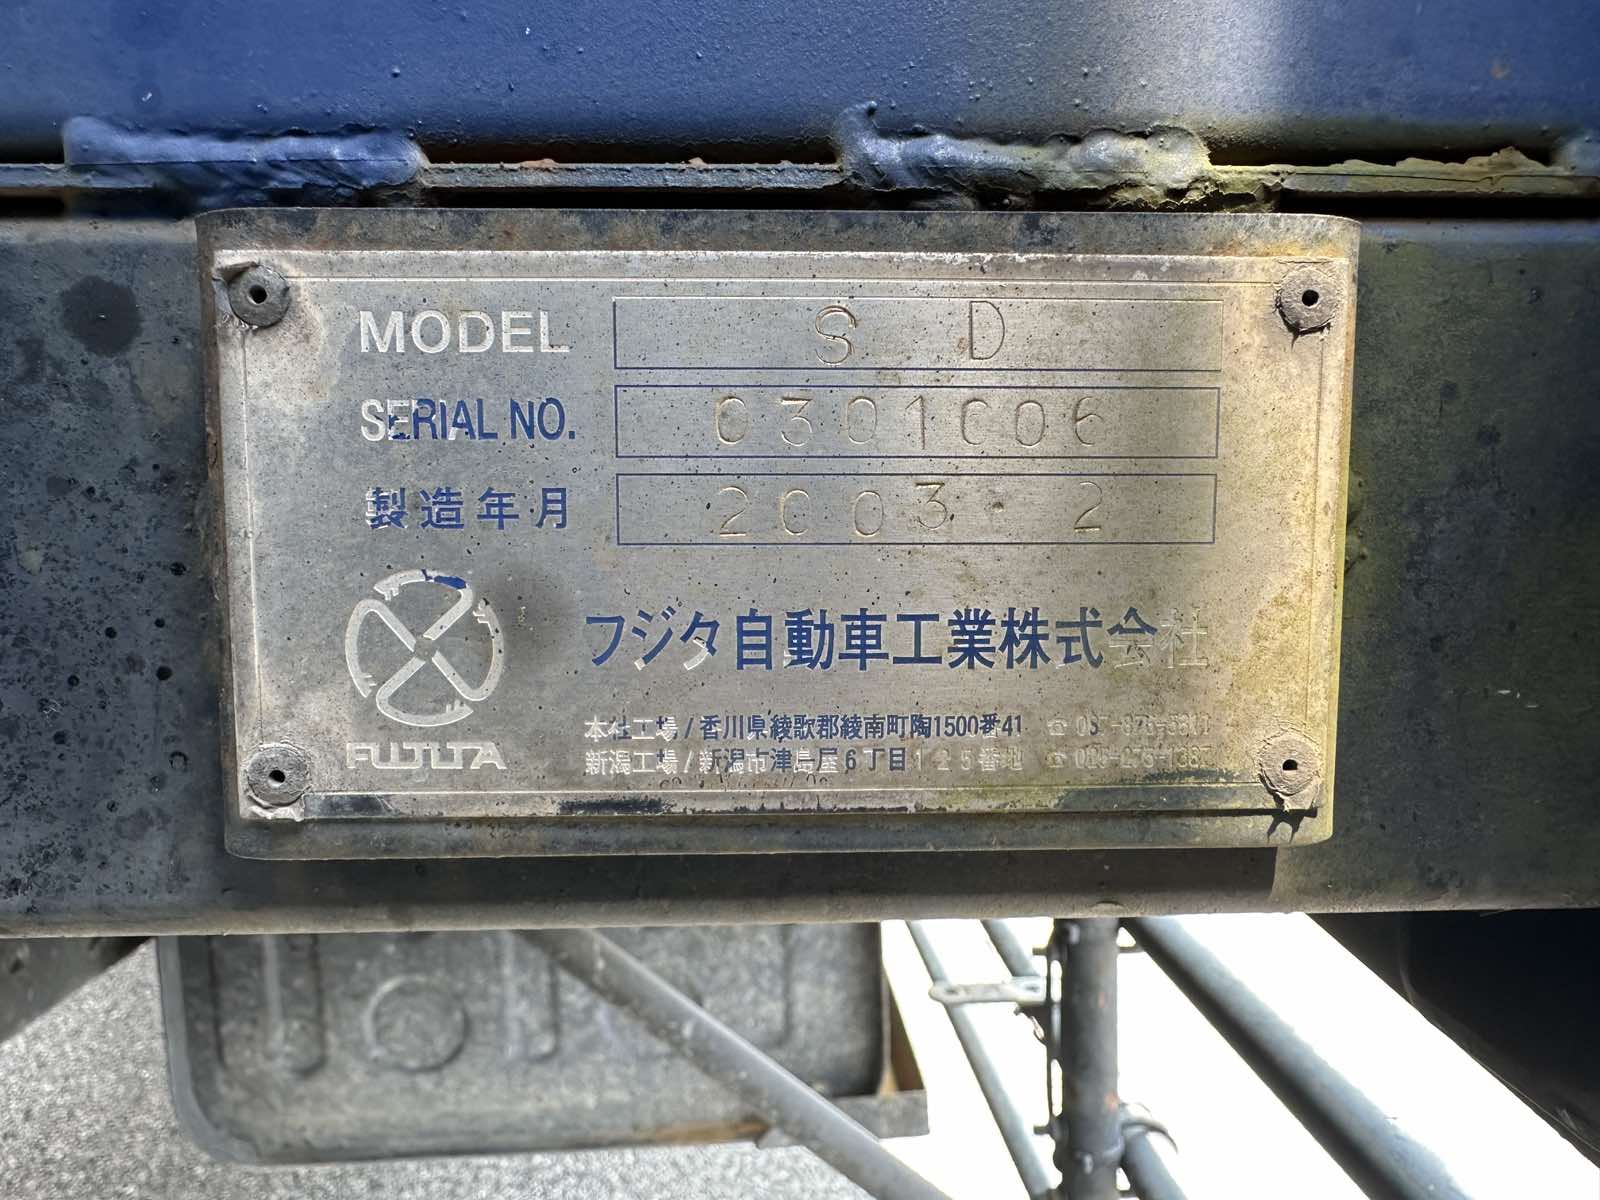 MODEL S D
SERIAL NO. 0301006
製造年月 2003・2
フジタ自動車工業株式会社
FUJITA
本社工場/香川県綾歌郡綾南町陶1500番41
新潟工場/新潟市津島屋6丁目125番地